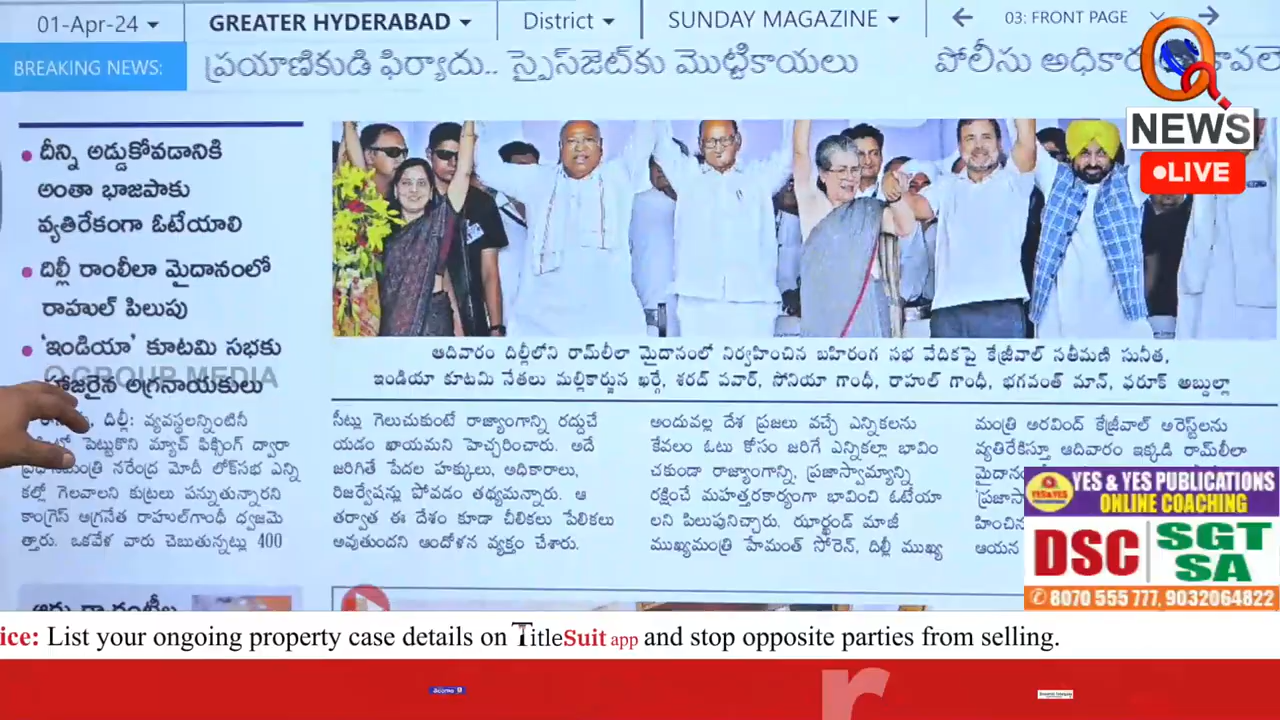 01-Apr-24
GREATER HYDERABAD
District
SUNDAY MAGAZINE
03: FRONT PAGE
BREAKING NEWS:
ప్రయాణికుడి ఫిర్యాదు.. స్పైస్‌జెట్‌కు మొట్టికాయలు
పోలీసు
NEWS
LIVE
• దీన్ని అడ్డుకోవడానికి
అంతా భాజపాకు
వ్యతిరేకంగా ఓటేయాలి
• దిల్లీ రాంలీలా మైదానంలో
రాహుల్ పిలుపు
• 'ఇండియా' కూటమి సభకు
హాజరైన అగ్రనాయకులు
QGROUP MEDIA
ఆదివారం దిల్లీలోని రామ్‌లీలా మైదానంలో నిర్వహించిన బహిరంగ సభ వేదికపై కేజ్రీవాల్ సతీమణి సునీత,
ఇండియా కూటమి నేతలు మల్లికార్జున ఖర్గే, శరద్ పవార్, సోనియా గాంధీ, రాహుల్ గాంధీ, భగవంత్ మాన్, ఫరూక్ అబ్దుల్లా
దిల్లీ: వ్యవస్థలన్నింటినీ
పెట్టుకొని మ్యాచ్ ఫిక్సింగ్ ద్వారా
ప్రధానమంత్రి నరేంద్ర మోదీ లోక్‌సభ ఎన్ని
కల్లో గెలవాలని కుట్రలు పన్నుతున్నారని
కాంగ్రెస్ అగ్రనేత రాహుల్‌గాంధీ ధ్వజమె
త్తారు. ఒకవేళ వారు చెబుతున్నట్లు 400
సీట్లు గెలుచుకుంటే రాజ్యాంగాన్ని రద్దుచే
యడం ఖాయమని హెచ్చరించారు. అదే
జరిగితే పేదల హక్కులు, అధికారాలు,
రిజర్వేషన్లు పోవడం తథ్యమన్నారు. ఆ
తర్వాత ఈ దేశం కూడా చీలికలు పేలికలు
అవుతుందని ఆందోళన వ్యక్తం చేశారు.
అందువల్ల దేశ ప్రజలు వచ్చే ఎన్నికలను
కేవలం ఓటు కోసం జరిగే ఎన్నికల్లా భావిం
చకుండా రాజ్యాంగాన్ని, ప్రజాస్వామ్యాన్ని
రక్షించే మహత్తరకార్యంగా భావించి ఓటేయా
లని పిలుపునిచ్చారు. ఝార్ఖండ్ మాజీ
ముఖ్యమంత్రి హేమంత్ సోరెన్, దిల్లీ ముఖ్య
మంత్రి అరవింద్ కేజ్రీవాల్ అరెస్ట్‌లను
వ్యతిరేకిస్తూ ఆదివారం ఇక్కడి రామ్‌లీలా
ఆయన
YES & YES PUBLICATIONS
ONLINE COACHING
DSC
SGT
SA
8070 555 777, 9032064822
ice: List your ongoing property case details on TitleSuit app and stop opposite parties from selling.
r